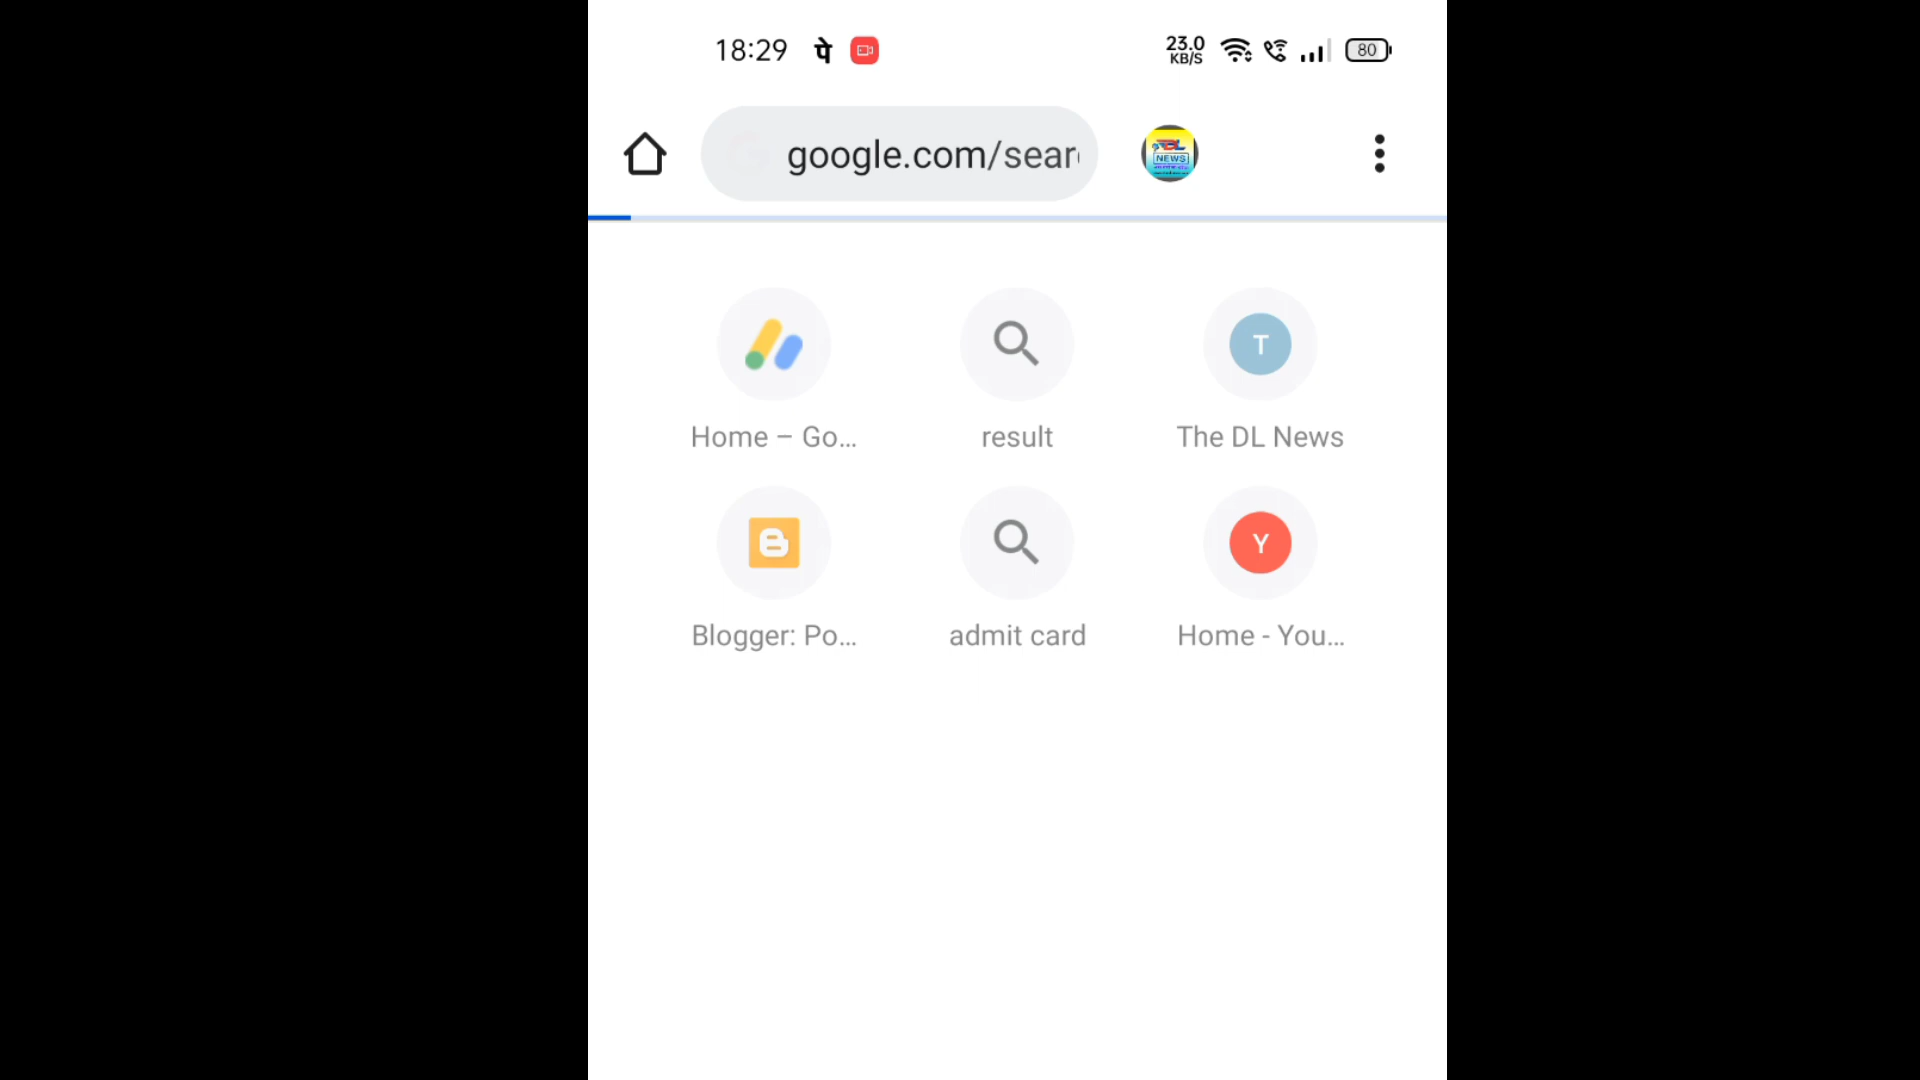 18:29 पे 23.0 KB/S 80
google.com/sear
NEWS
Home – Go...
result
T
The DL News
Blogger: Po...
admit card
Y
Home - You...